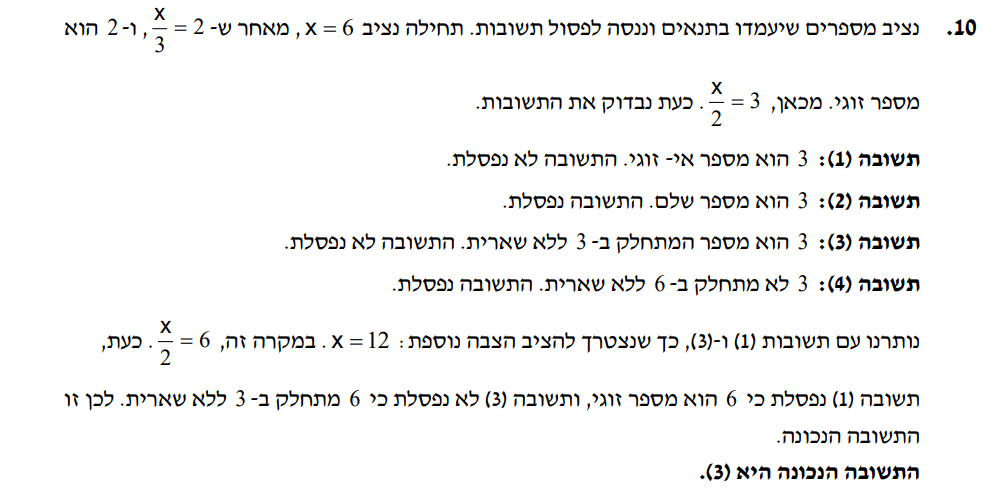 10. נציב מספרים שיעמדו בתנאים וננסה לפסול תשובות. תחילה נציב x = 6, מאחר ש- x/3 = 2, ו- 2 הוא
מספר זוגי. מכאן, x/2 = 3. כעת נבדוק את התשובות.
תשובה (1): 3 הוא מספר אי- זוגי. התשובה לא נפסלת.
תשובה (2): 3 הוא מספר שלם. התשובה נפסלת.
תשובה (3): 3 הוא מספר המתחלק ב- 3 ללא שארית. התשובה לא נפסלת.
תשובה (4): 3 לא מתחלק ב- 6 ללא שארית. התשובה נפסלת.
נותרנו עם תשובות (1) ו-(3), כך שנצטרך להציב הצבה נוספת: x = 12. במקרה זה, x/2 = 6. כעת,
תשובה (1) נפסלת כי 6 הוא מספר זוגי, ותשובה (3) לא נפסלת כי 6 מתחלק ב- 3 ללא שארית. לכן זו
התשובה הנכונה.
התשובה הנכונה היא (3).